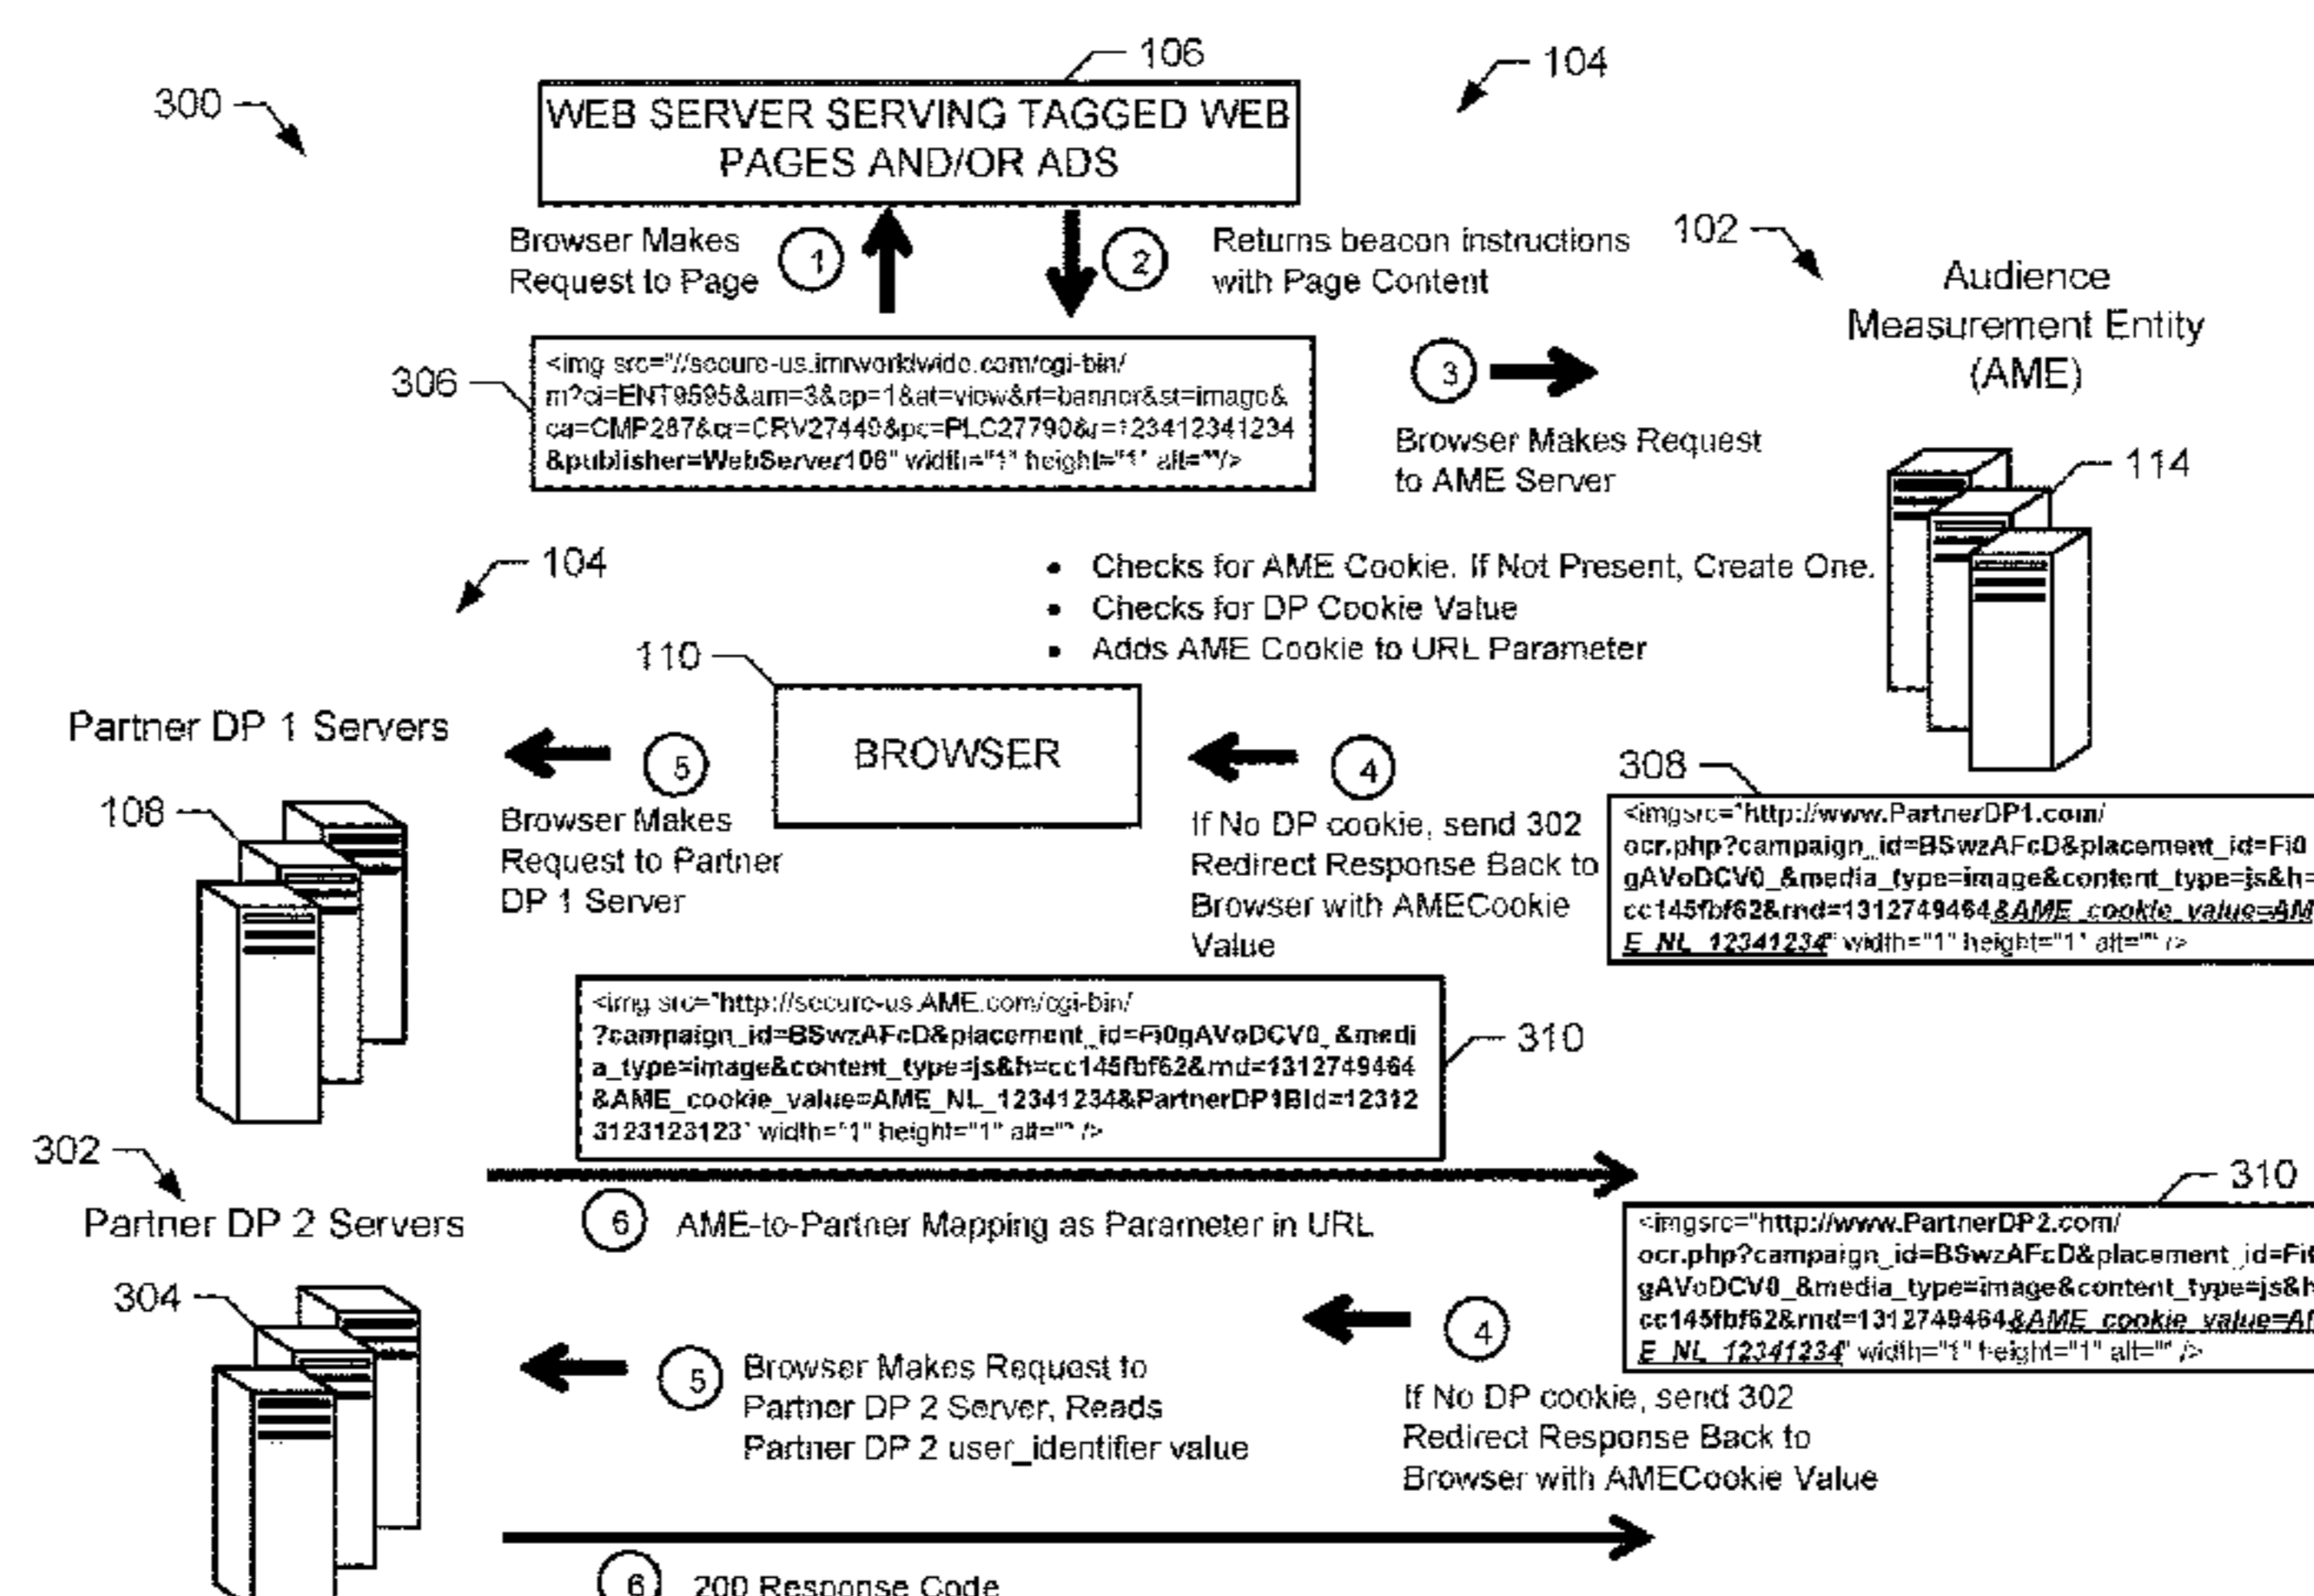 106
104
300
WEB SERVER SERVING TAGGED WEB
PAGES AND/OR ADS
Browser Makes
Request to Page
1
2
Returns beacon instructions
with Page Content
102
Audience
Measurement Entity
(AME)
306
<img src="//secure-us.imrworldwide.com/cgi-bin/
m?ci=ENT9595&am=3&ep=1&at=view&rt=banner&st=image&
ca=CMP287&cr=CRV27449&pc=PLC27790&r=123412341234
&publisher=WebServer106" width="1" height="1" alt=""/>
3
Browser Makes Request
to AME Server
114
104
• Checks for AME Cookie. If Not Present, Create One.
• Checks for DP Cookie Value
• Adds AME Cookie to URL Parameter
110
BROWSER
Partner DP 1 Servers
108
5
Browser Makes
Request to Partner
DP 1 Server
4
If No DP cookie, send 302
Redirect Response Back to
Browser with AMECookie
Value
308
<imgsrc="http://www.PartnerDP1.com/
ocr.php?campaign_id=BSwzAFcD&placement_id=Fi0
gAVoDCV0_&media_type=image&content_type=js&h=
cc145fbf62&rnd=1312749464&AME_cookie_value=AM
E_NL_12341234" width="1" height="1" alt="" />
<img src="http://secure-us.AME.com/cgi-bin/
?campaign_id=BSwzAFcD&placement_id=Fi0gAVoDCV0_&medi
a_type=image&content_type=js&h=cc145fbf62&rnd=1312749464
&AME_cookie_value=AME_NL_12341234&PartnerDP1BId=12312
3123123123" width="1" height="1" alt="" />
310
302
Partner DP 2 Servers
6
AME-to-Partner Mapping as Parameter in URL
310
<imgsrc="http://www.PartnerDP2.com/
ocr.php?campaign_id=BSwzAFcD&placement_id=Fi
gAVoDCV0_&media_type=image&content_type=js&h
cc145fbf62&rnd=1312749464&AME_cookie_value=AM
E_NL_12341234" width="1" height="1" alt="" />
304
5
Browser Makes Request to
Partner DP 2 Server, Reads
Partner DP 2 user_identifier value
4
If No DP cookie, send 302
Redirect Response Back to
Browser with AMECookie Value
6
200 Response Code